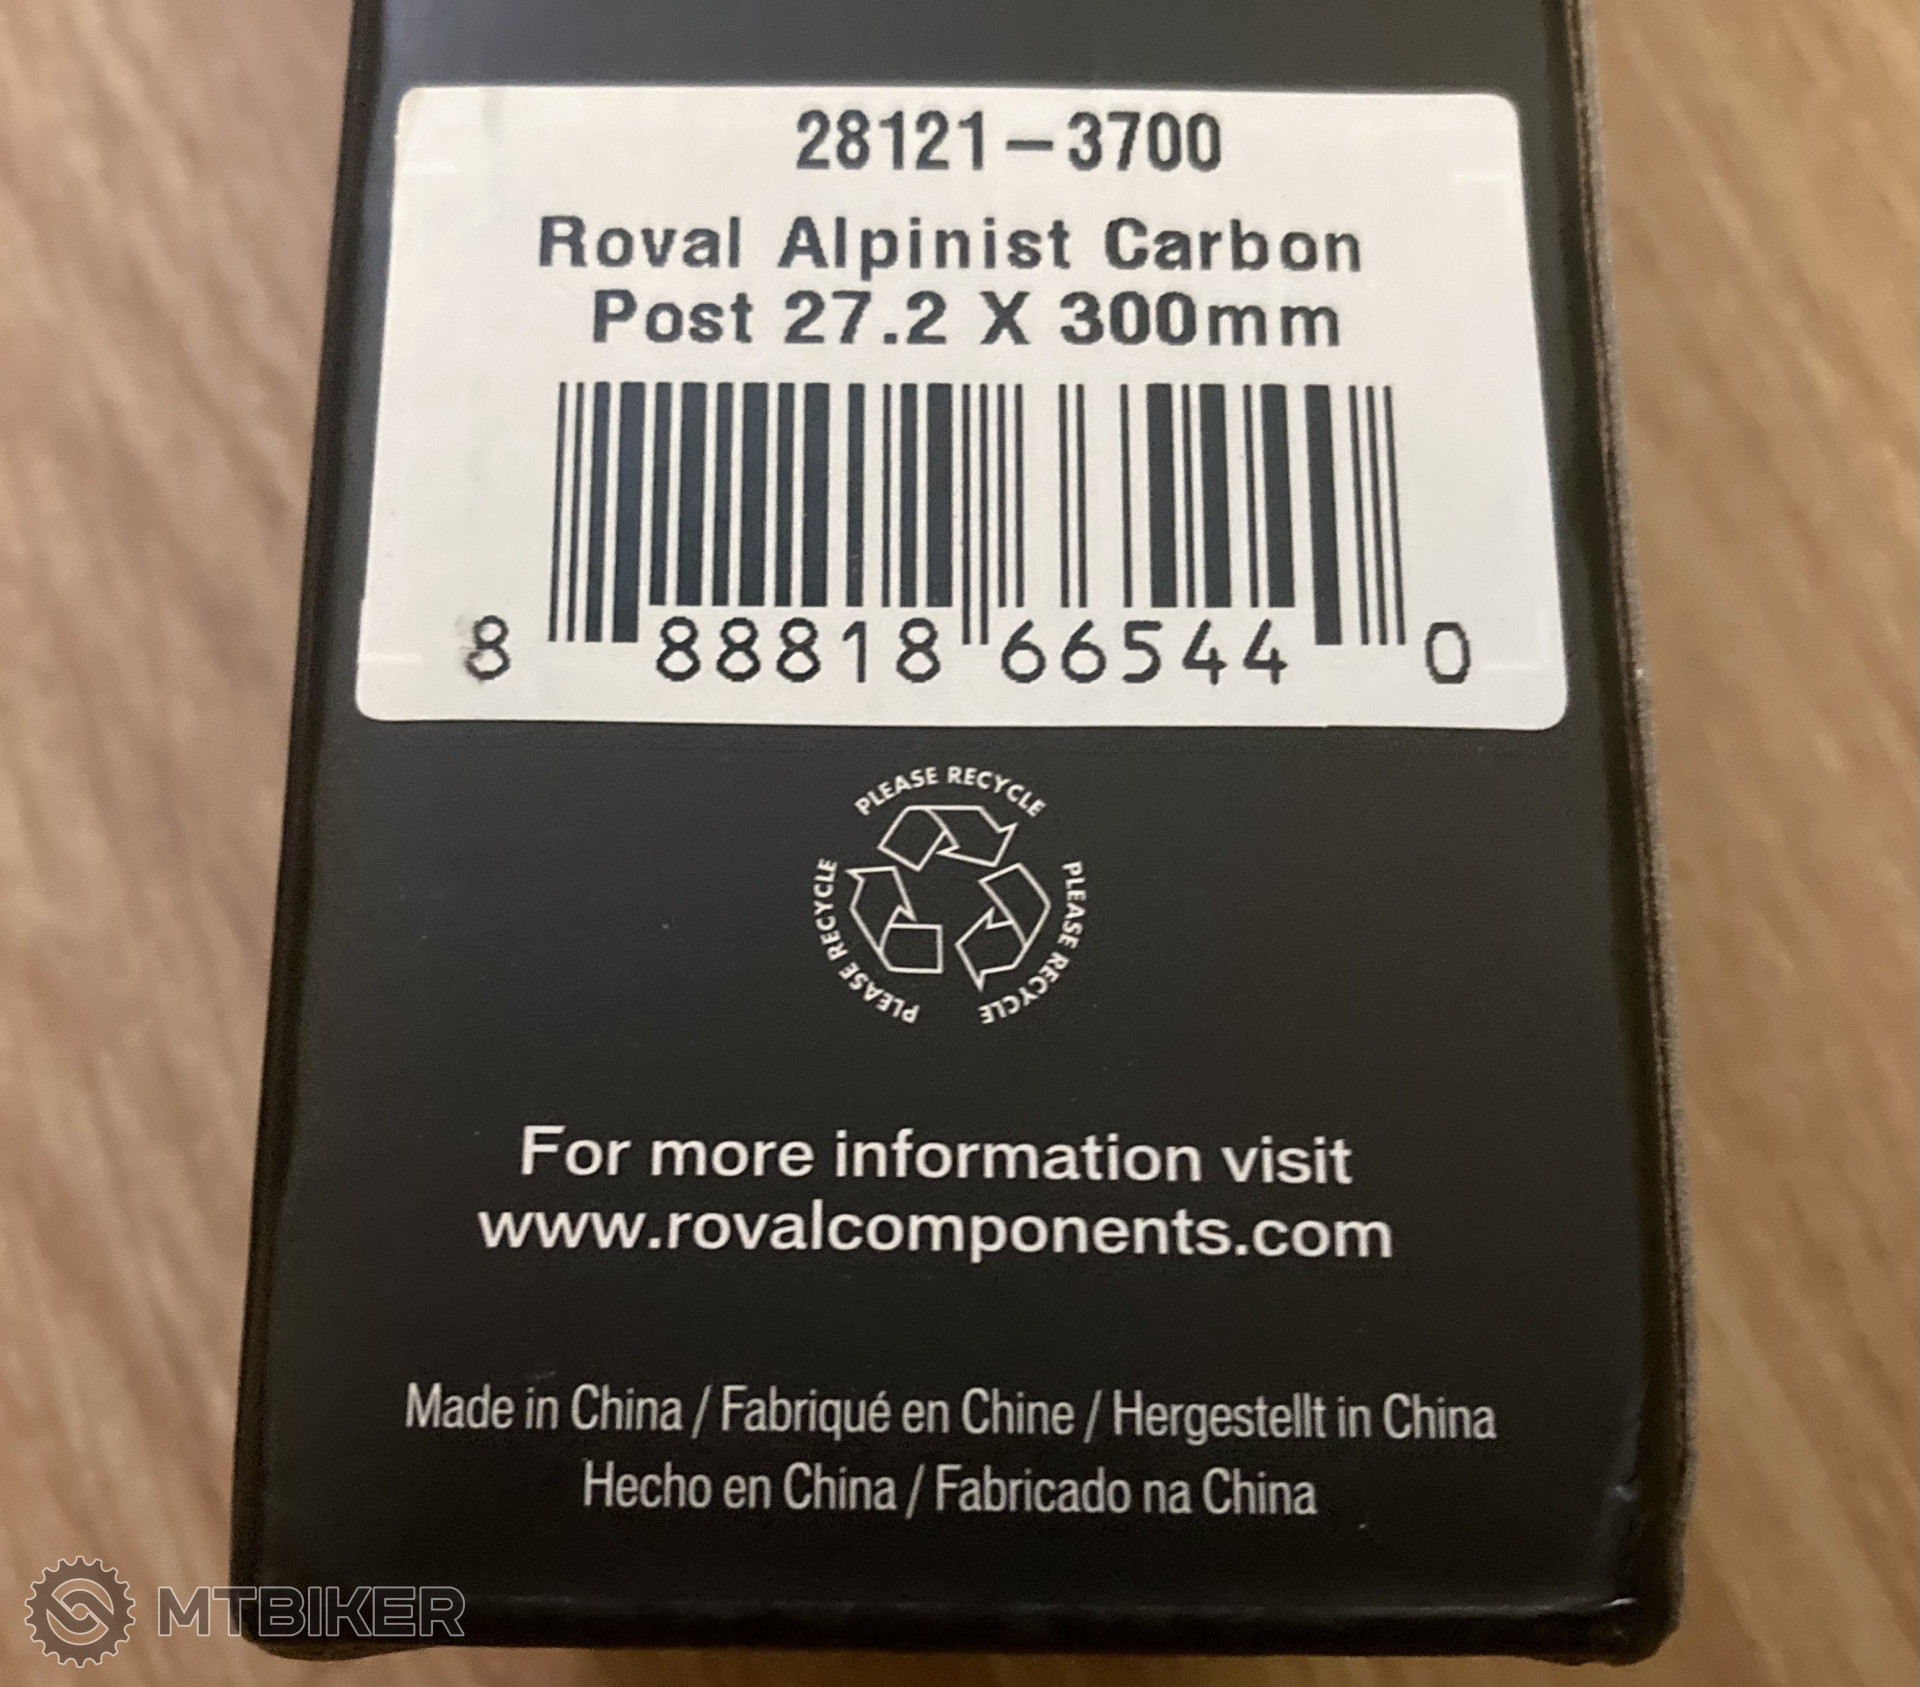 28121-3700
Roval Alpinist Carbon
Post 27.2 X 300mm
8 88818 66544 0
PLEASE RECYCLE
PLEASE RECYCLE
PLEASE RECYCLE
For more information visit
www.rovalcomponents.com
Made in China / Fabriqué en Chine / Hergestellt in China
Hecho en China / Fabricado na China
MTBIKER